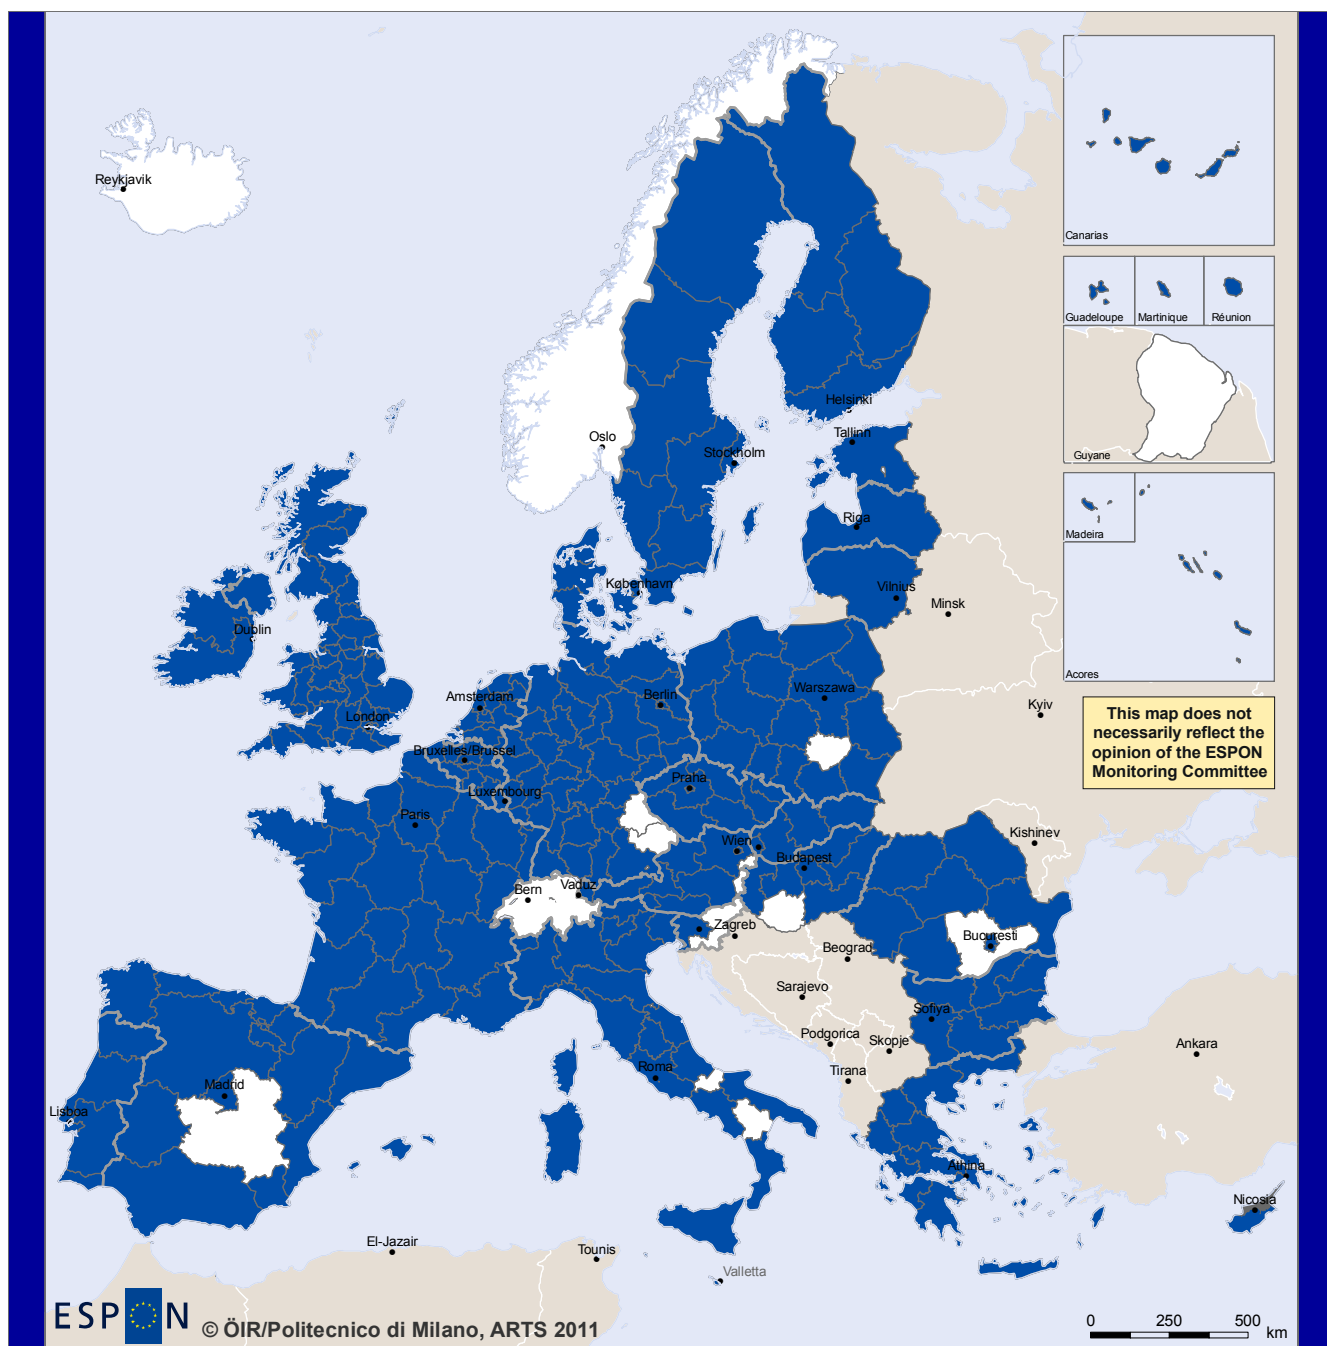 Reykjavik
Canarias
Guadeloupe
Martinique
Réunion
Helsinki
Tallinn
Oslo
Stockholm
Guyane
Riga
Madeira
København
Vilnius
Minsk
Dublin
Acores
Amsterdam
Berlin
Warszawa
Kyiv
London
This map does not
necessarily reflect the
opinion of the ESPON
Monitoring Committee
Bruxelles/Brussel
Praha
Luxembourg
Paris
Kishinev
Wien
Budapest
Bern
Vaduz
Zagreb
Bucuresti
Beograd
Sarajevo
Sofiya
Podgorica
Skopje
Ankara
Roma
Tirana
Madrid
Lisboa
Athina
Nicosia
El-Jazair
Tounis
Valletta
ESPON
© ÖIR/Politecnico di Milano, ARTS 2011
0 250 500
km